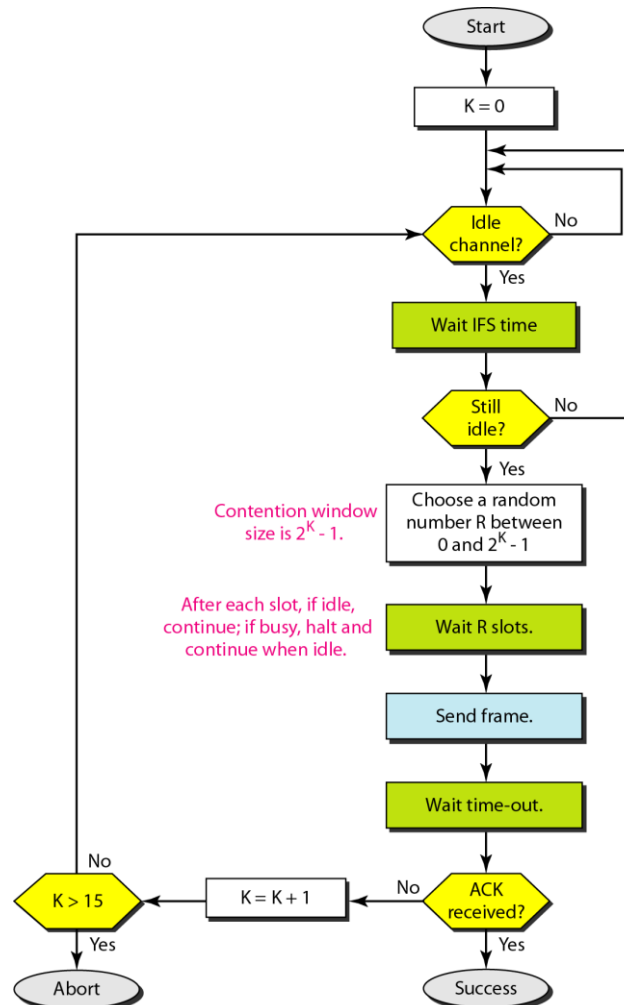 Start
K = 0
Idle
channel?
No
Yes
Wait IFS time
Still
idle?
No
Yes
Contention window
size is 2^K - 1.
Choose a random
number R between
0 and 2^K - 1
After each slot, if idle,
continue; if busy, halt and
continue when idle.
Wait R slots.
Send frame.
Wait time-out.
ACK
received?
No
K = K + 1
K > 15
No
Yes
Abort
Yes
Success